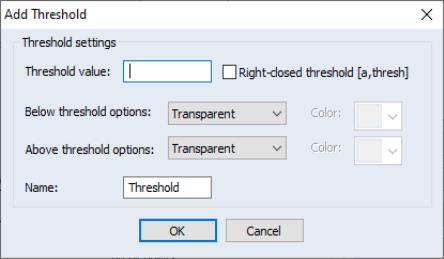 Add Threshold
Threshold settings
Threshold value: Right-closed threshold [a,thresh]
Below threshold options: Transparent Color:
Above threshold options: Transparent Color:
Name: Threshold
OK Cancel